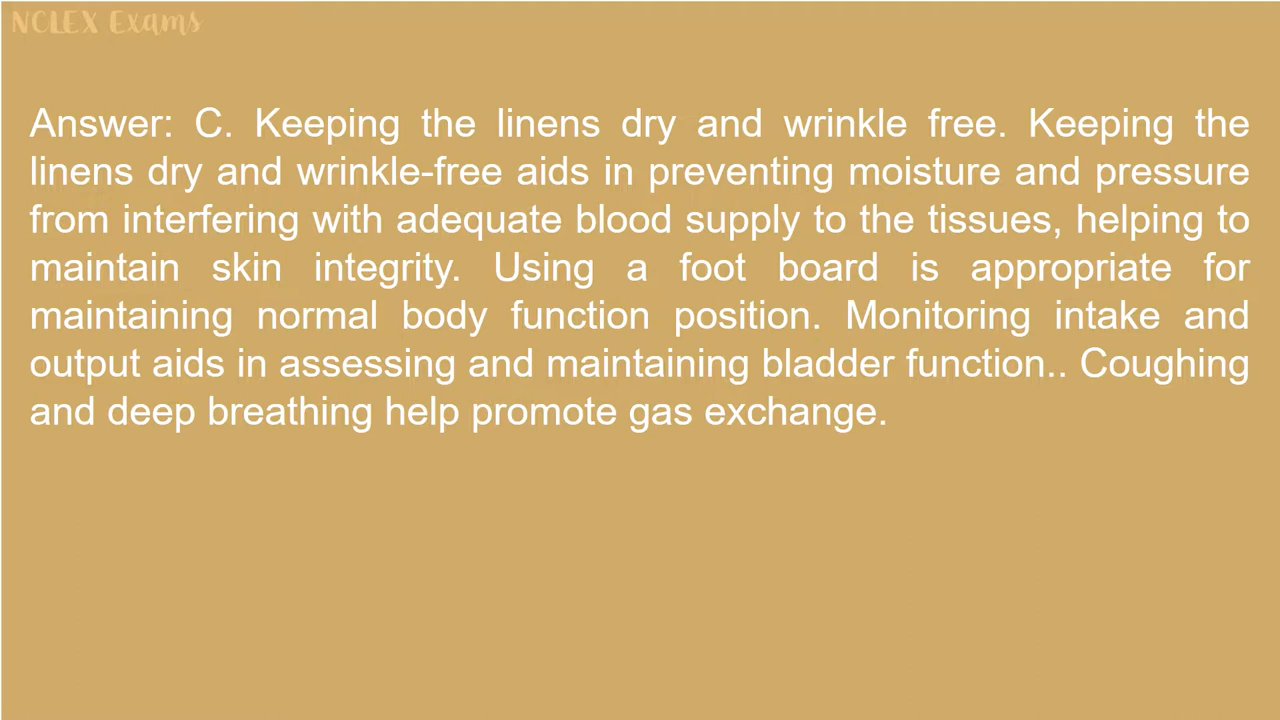 NCLEX Exams
Answer: C. Keeping the linens dry and wrinkle free. Keeping the
linens dry and wrinkle-free aids in preventing moisture and pressure
from interfering with adequate blood supply to the tissues, helping to
maintain skin integrity. Using a foot board is appropriate for
maintaining normal body function position. Monitoring intake and
output aids in assessing and maintaining bladder function.. Coughing
and deep breathing help promote gas exchange.